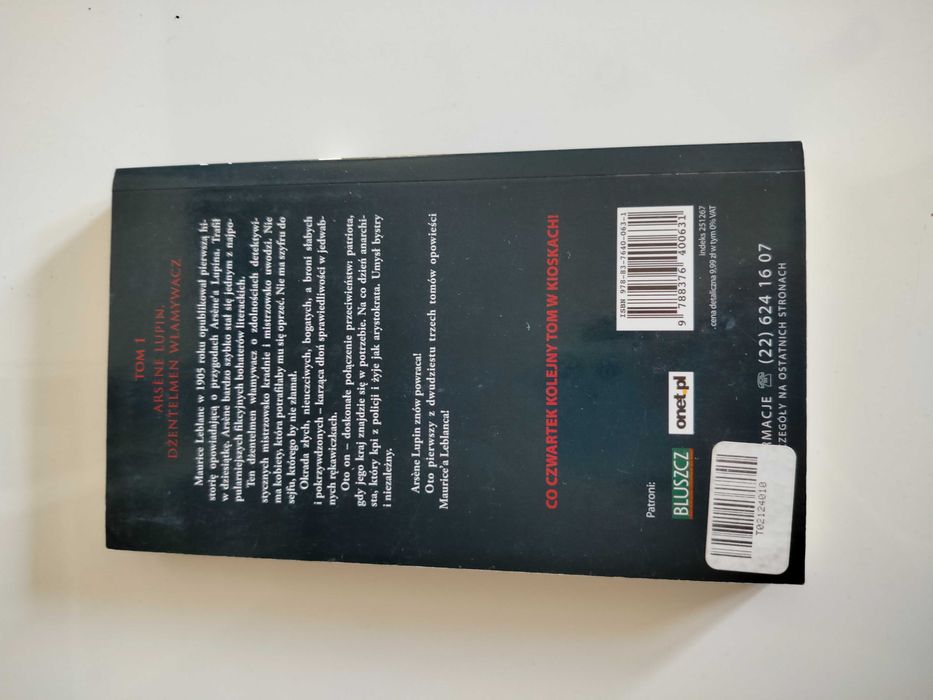 TOM 1
ARSÈNE LUPIN,
DŻENTELMEN WŁAMYWACZ
Maurice Leblanc w 1905 roku opublikował pierwszą hi-
storię opowiadającą o przygodach Arsène'a Lupina. Trafił
w dziesiątkę. Arsène bardzo szybko stał się jednym z najpo-
pularniejszych fikcyjnych bohaterów literackich.
Ten dżentelmen włamywacz o zdolnościach detektywi-
stycznych mistrzowsko kradnie i mistrzowsko uwodzi. Nie
ma kobiety, która potrafiłaby mu się oprzeć. Nie ma szyfru do
sejfu, którego by nie złamał.
Okrada złych, nieuczciwych, bogatych, a broni słabych
i pokrzywdzonych – karząca dłoń sprawiedliwości w jedwab-
nych rękawiczkach.
Oto on – doskonałe połączenie przeciwieństw: patriota,
gdy jego kraj znajdzie się w potrzebie. Na co dzień anarchi-
sta, który kpi z policji i żyje jak arystokrata. Umysł bystry
i niezależny.
Arsène Lupin znów powraca!
Oto pierwszy z dwudziestu trzech tomów opowieści
Maurice'a Leblanca!
CO CZWARTEK KOLEJNY TOM W KIOSKACH!
Patroni:
BLUSZCZ
onet.pl
ISBN 978-83-7640-063-1
9 788376 400631
indeks 251267
cena detaliczna 9,99 zł w tym 0% VAT
RMACJE ☎ (22) 624 16 07
CZEGÓŁY NA OSTATNICH STRONACH
T02124010